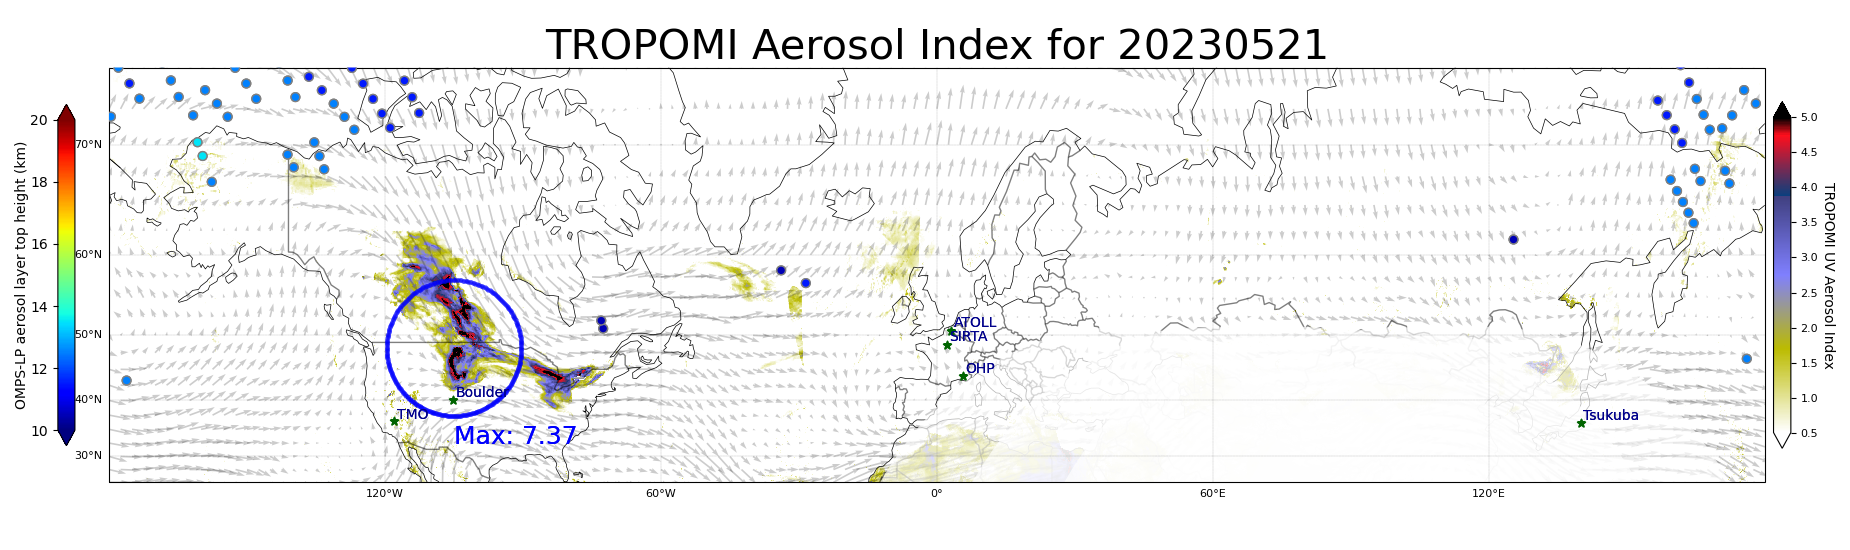 TROPOMI Aerosol Index for 20230521
OMPS-LP aerosol layer top height (km)
20
18
16
14
12
10
70°N
60°N
50°N
40°N
30°N
120°W
60°W
0°
60°E
120°E
ATOLL
SIRTA
OHP
Boulder
TMO
Tsukuba
Max: 7.37
5.0
4.5
4.0
3.5
3.0
2.5
2.0
1.5
1.0
0.5
TROPOMI UV Aerosol Index